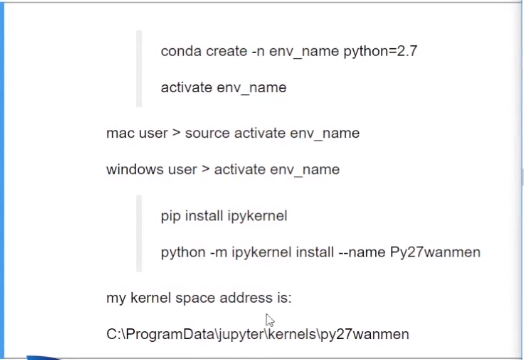 conda create -n env_name python=2.7
activate env_name
mac user > source activate env_name
windows user > activate env_name
pip install ipykernel
python -m ipykernel install --name Py27wanmen
my kernel space address is:
C:\ProgramData\jupyter\kernels\py27wanmen